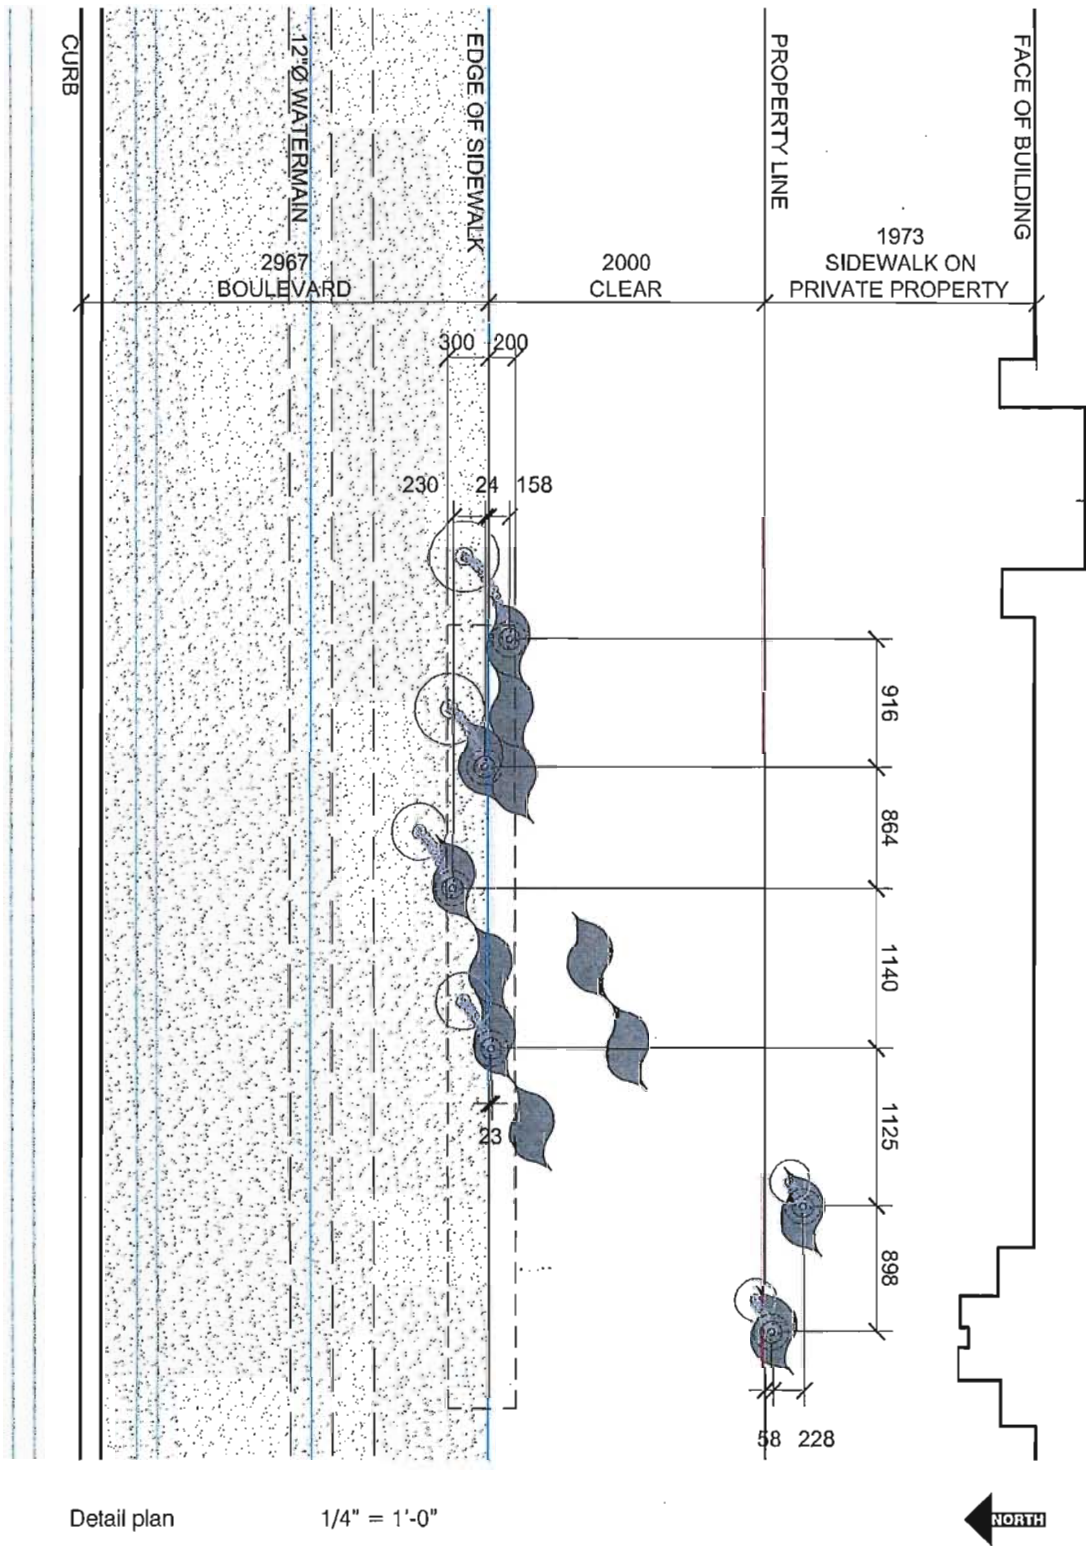 CURB
12"Ø WATERMAIN
EDGE OF SIDEWALK
PROPERTY LINE
FACE OF BUILDING
2967
BOULEVARD
2000
CLEAR
1973
SIDEWALK ON
PRIVATE PROPERTY
300 200
230 24 158
916
864
1140
1125
23
898
58 228
Detail plan 1/4" = 1'-0"
NORTH